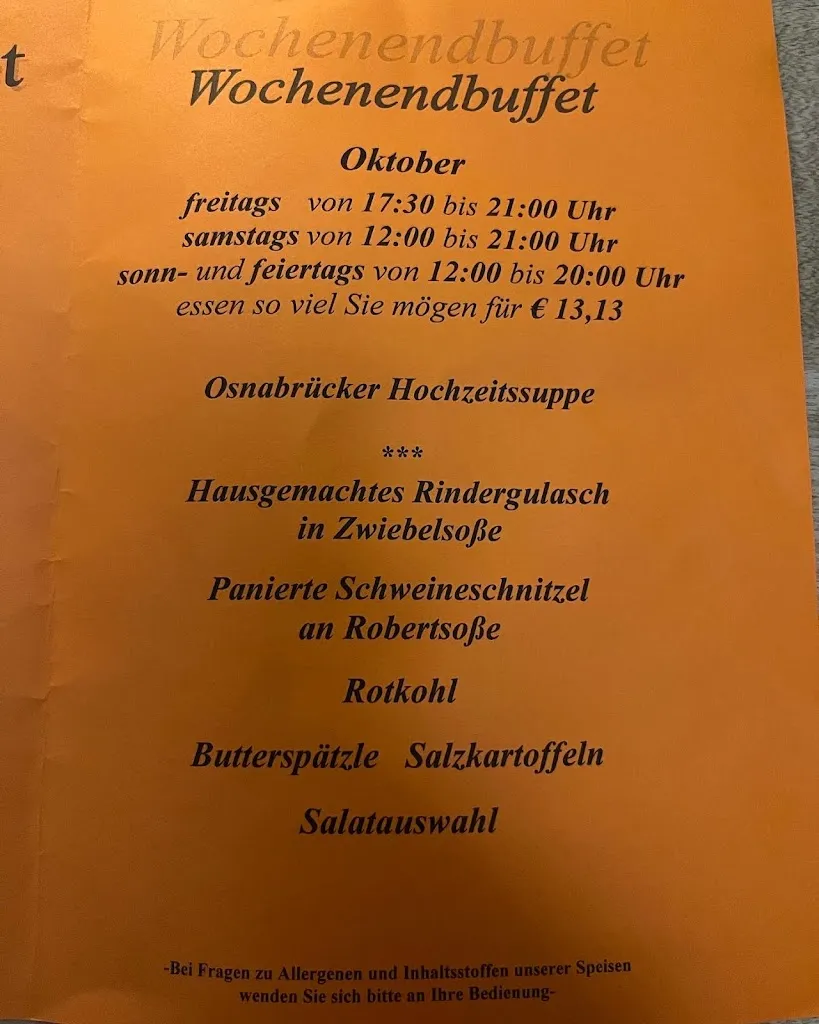 t
Wochenendbuffet
Wochenendbuffet
Oktober
freitags von 17:30 bis 21:00 Uhr
samstags von 12:00 bis 21:00 Uhr
sonn- und feiertags von 12:00 bis 20:00 Uhr
essen so viel Sie mögen für € 13,13
Osnabrücker Hochzeitssuppe
***
Hausgemachtes Rindergulasch
in Zwiebelsoße
Panierte Schweineschnitzel
an Robertsoße
Rotkohl
Butterspätzle Salzkartoffeln
Salatauswahl
-Bei Fragen zu Allergenen und Inhaltsstoffen unserer Speisen
wenden Sie sich bitte an Ihre Bedienung-